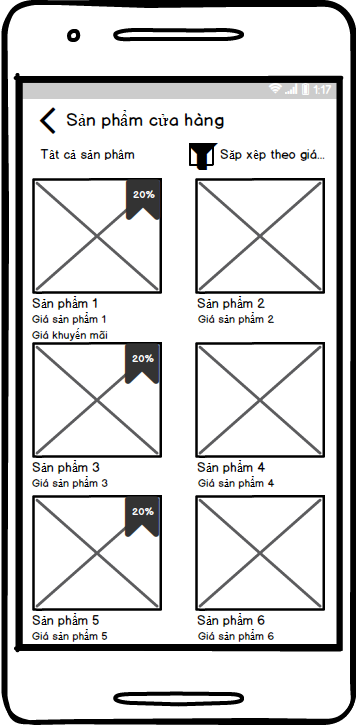 1:17
Sản phẩm cửa hàng
Tất cả sản phâm
Sắp xếp theo giá...
20%
Sản phẩm 1
Sản phẩm 2
Giá sản phẩm 1
Giá sản phẩm 2
Giá khuyến mãi
20%
Sản phẩm 3
Sản phẩm 4
Giá sản phẩm 3
Giá sản phẩm 4
20%
Sản phẩm 5
Sản phẩm 6
Giá sản phẩm 5
Giá sản phẩm 6